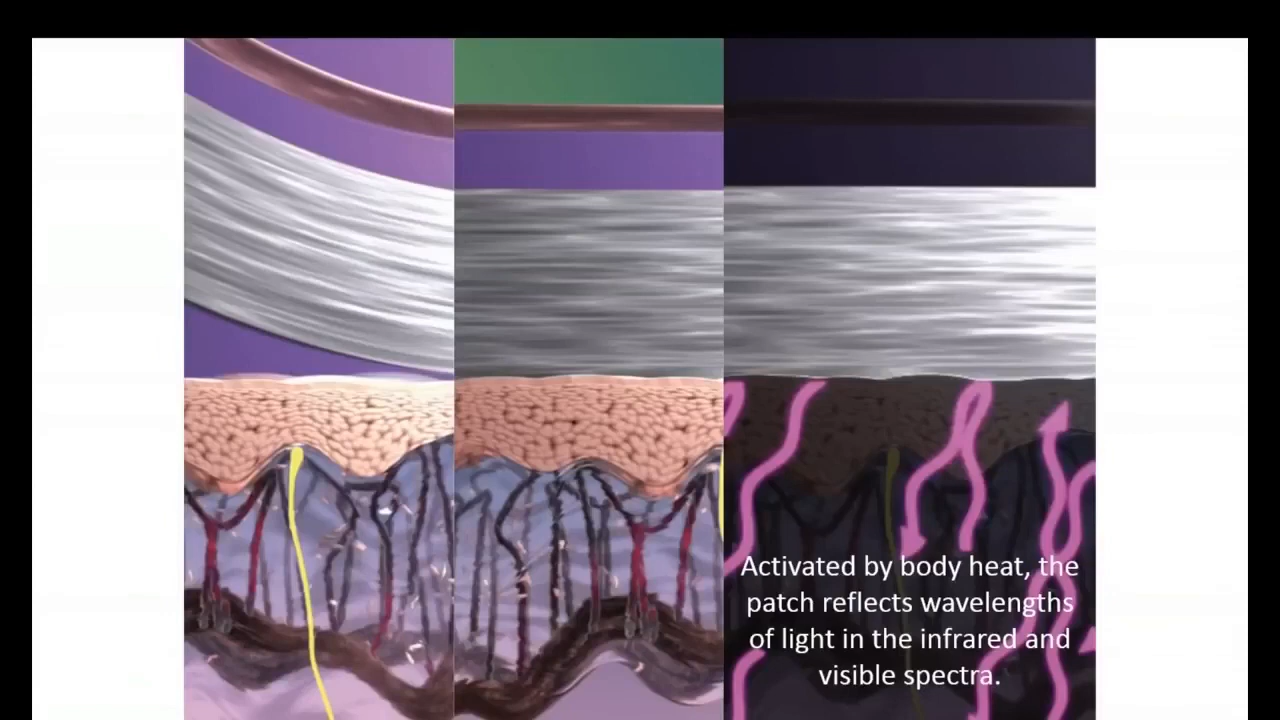 Activated by body heat, the
patch reflects wavelengths
of light in the infrared and
visible spectra.